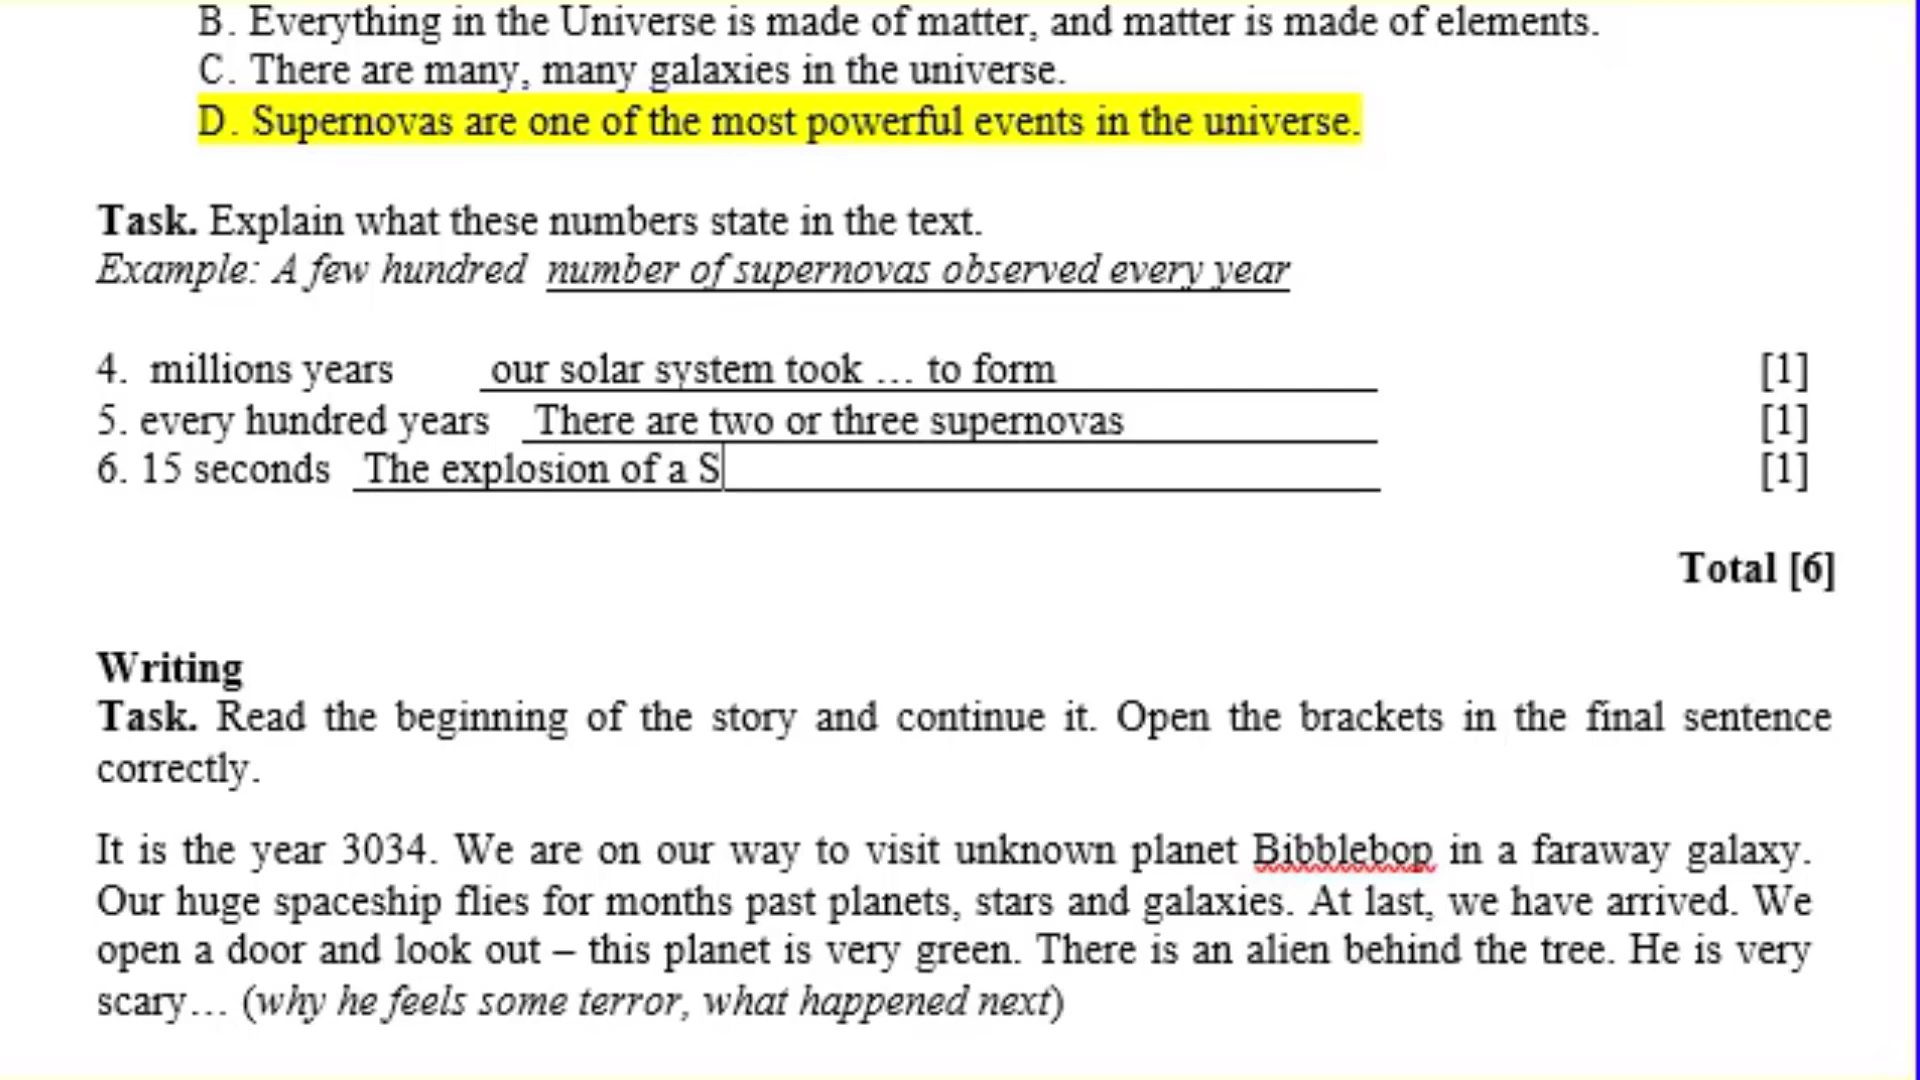 B. Everything in the Universe is made of matter, and matter is made of elements.
C. There are many, many galaxies in the universe.
D. Supernovas are one of the most powerful events in the universe.
Task. Explain what these numbers state in the text.
Example: A few hundred number of supernovas observed every year
4. millions years our solar system took ... to form [1]
5. every hundred years There are two or three supernovas [1]
6. 15 seconds The explosion of a S [1]
Total [6]
Writing
Task. Read the beginning of the story and continue it. Open the brackets in the final sentence
correctly.
It is the year 3034. We are on our way to visit unknown planet Bibblebop in a faraway galaxy.
Our huge spaceship flies for months past planets, stars and galaxies. At last, we have arrived. We
open a door and look out – this planet is very green. There is an alien behind the tree. He is very
scary… (why he feels some terror, what happened next)